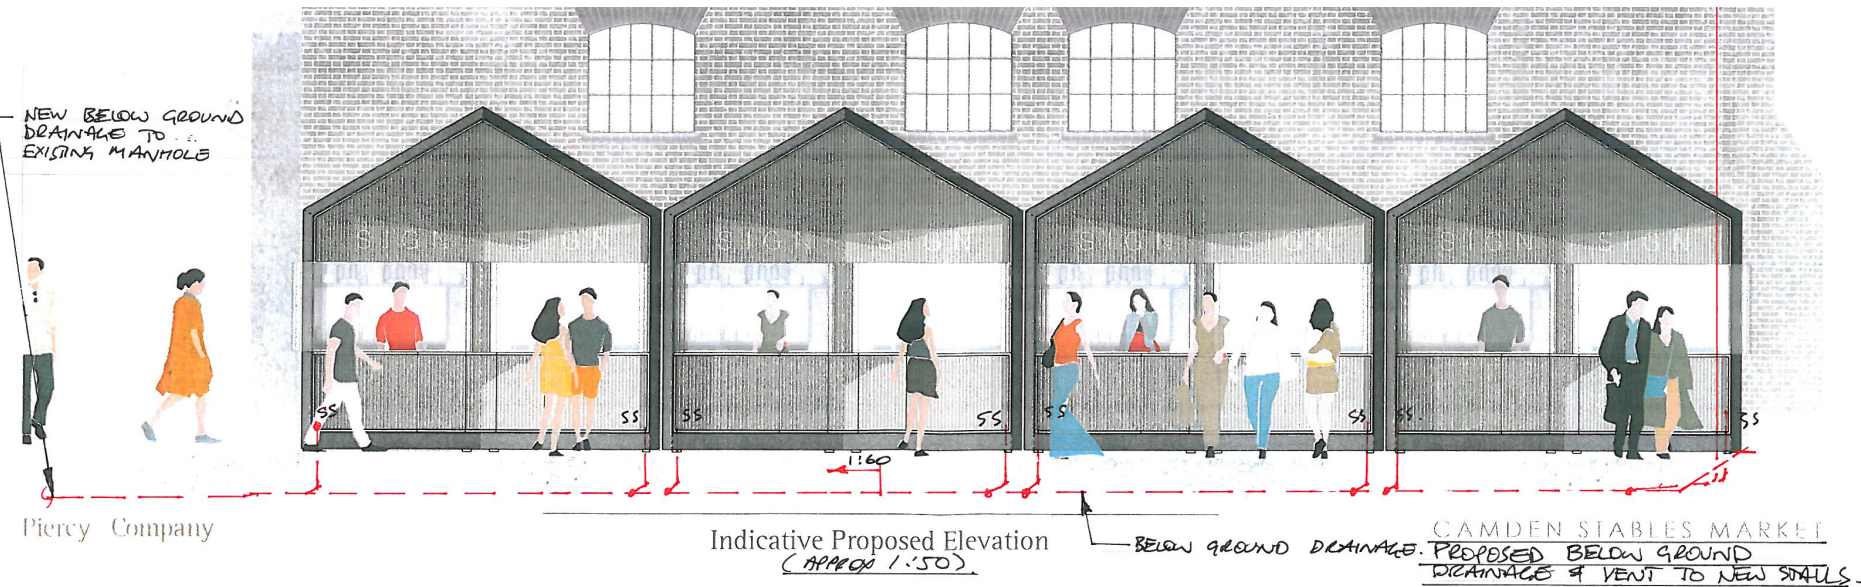 NEW BELOW GROUND
DRAINAGE TO
EXISTING MANHOLE
SIGN SIGN SIGN SIGN SIGN SIGN SIGN SIGN
SS SS SS SS SS SS SS SS
1:60
SS
Piercy Company
Indicative Proposed Elevation
(APPROX 1:50).
BELOW GROUND DRAINAGE.
CAMDEN STABLES MARKET
PROPOSED BELOW GROUND
DRAINAGE & VENT TO NEW STALLS.